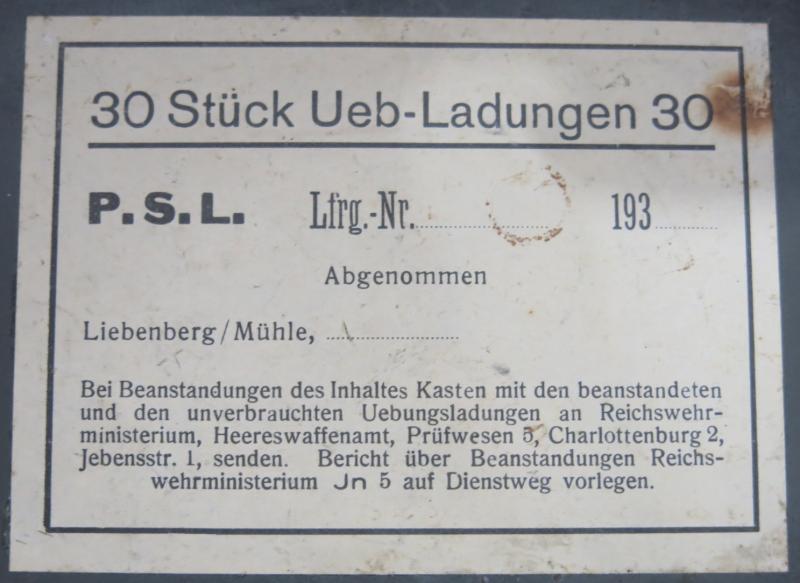 30 Stück Ueb-Ladungen 30
P.S.L. Lfrg.-Nr. 193
Abgenommen
Liebenberg/Mühle,
Bei Beanstandungen des Inhaltes Kasten mit den beanstandeten
und den unverbrauchten Uebungsladungen an Reichswehr-
ministerium, Heereswaffenamt, Prüfwesen 5, Charlottenburg 2,
Jebensstr. 1, senden. Bericht über Beanstandungen Reichs-
wehrministerium Jn 5 auf Dienstweg vorlegen.